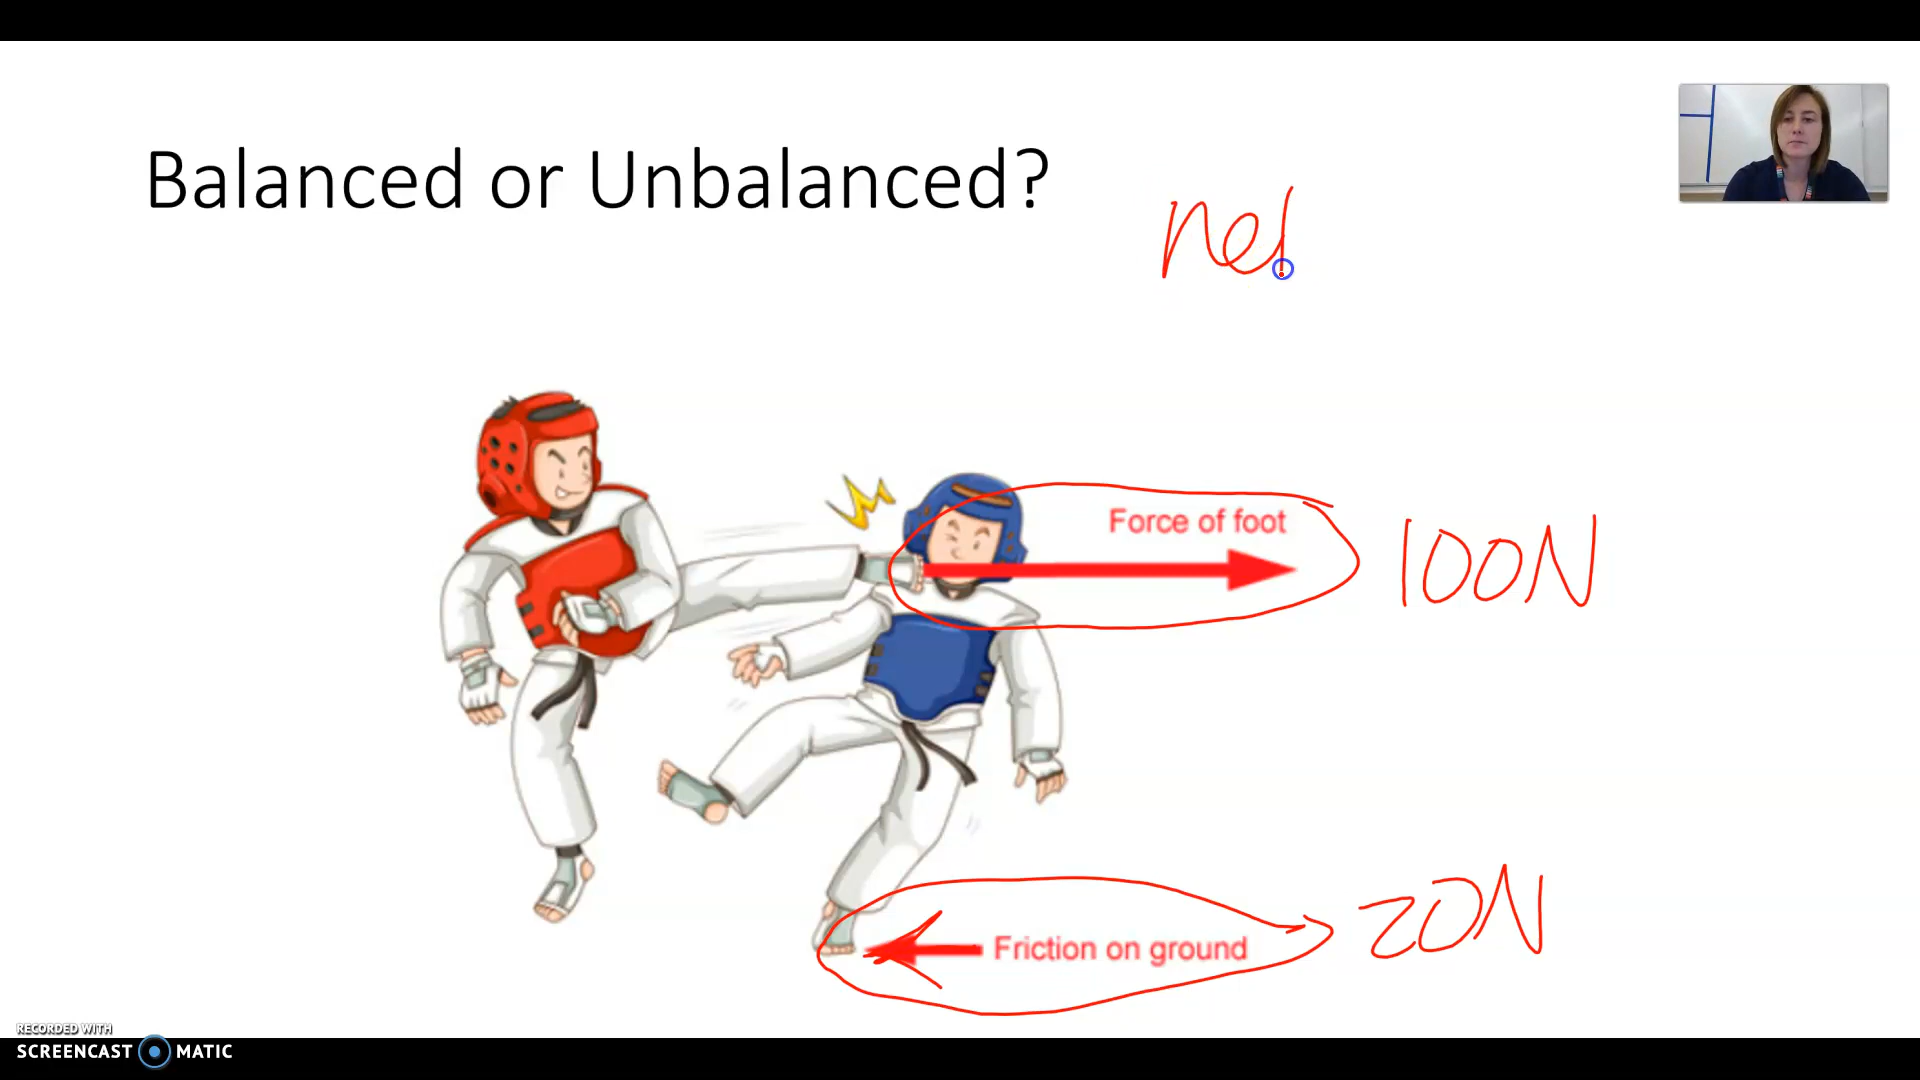 Balanced or Unbalanced?
net
Force of foot
100N
20N
Friction on ground
RECORDED WITH
SCREENCAST MATIC